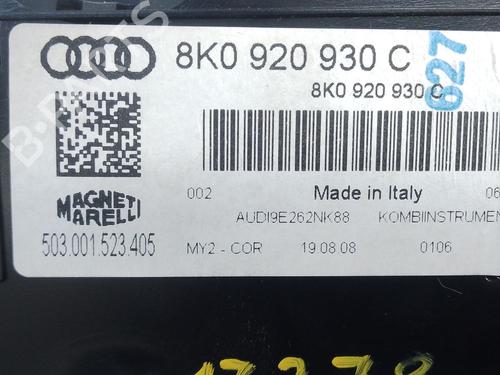 8K0 920 930 C
627
8K0 920 930 C
002
Made in Italy
06
MAGNETI
MARELLI
AUDI9E262NK88
KOMBIINSTRUMEN
503.001.523.405
MY2 - COR
19.08.08
0106